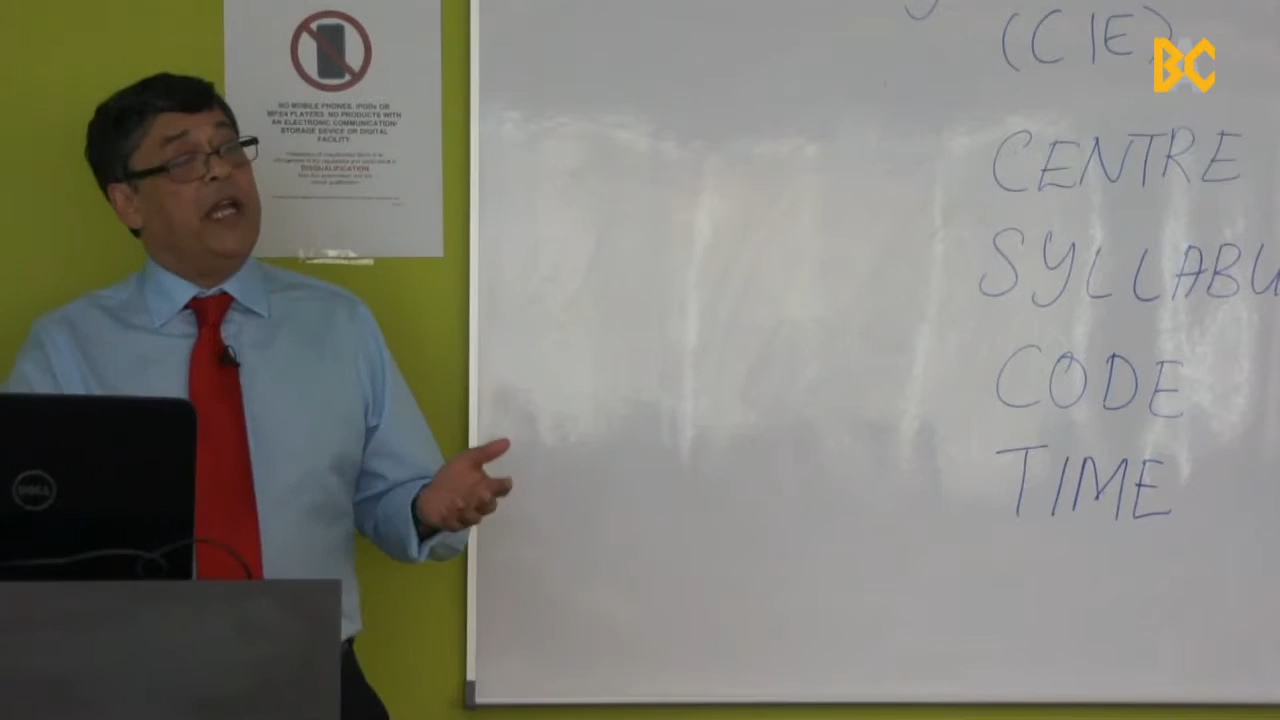 NO MOBILE PHONES, IPODs OR
MP3/4 PLAYERS. NO PRODUCTS WITH
AN ELECTRONIC COMMUNICATION/
STORAGE DEVICE OR DIGITAL
FACILITY.
DISQUALIFICATION
(CIE)
BC
CENTRE
SYLLABU
CODE
TIME
DELL